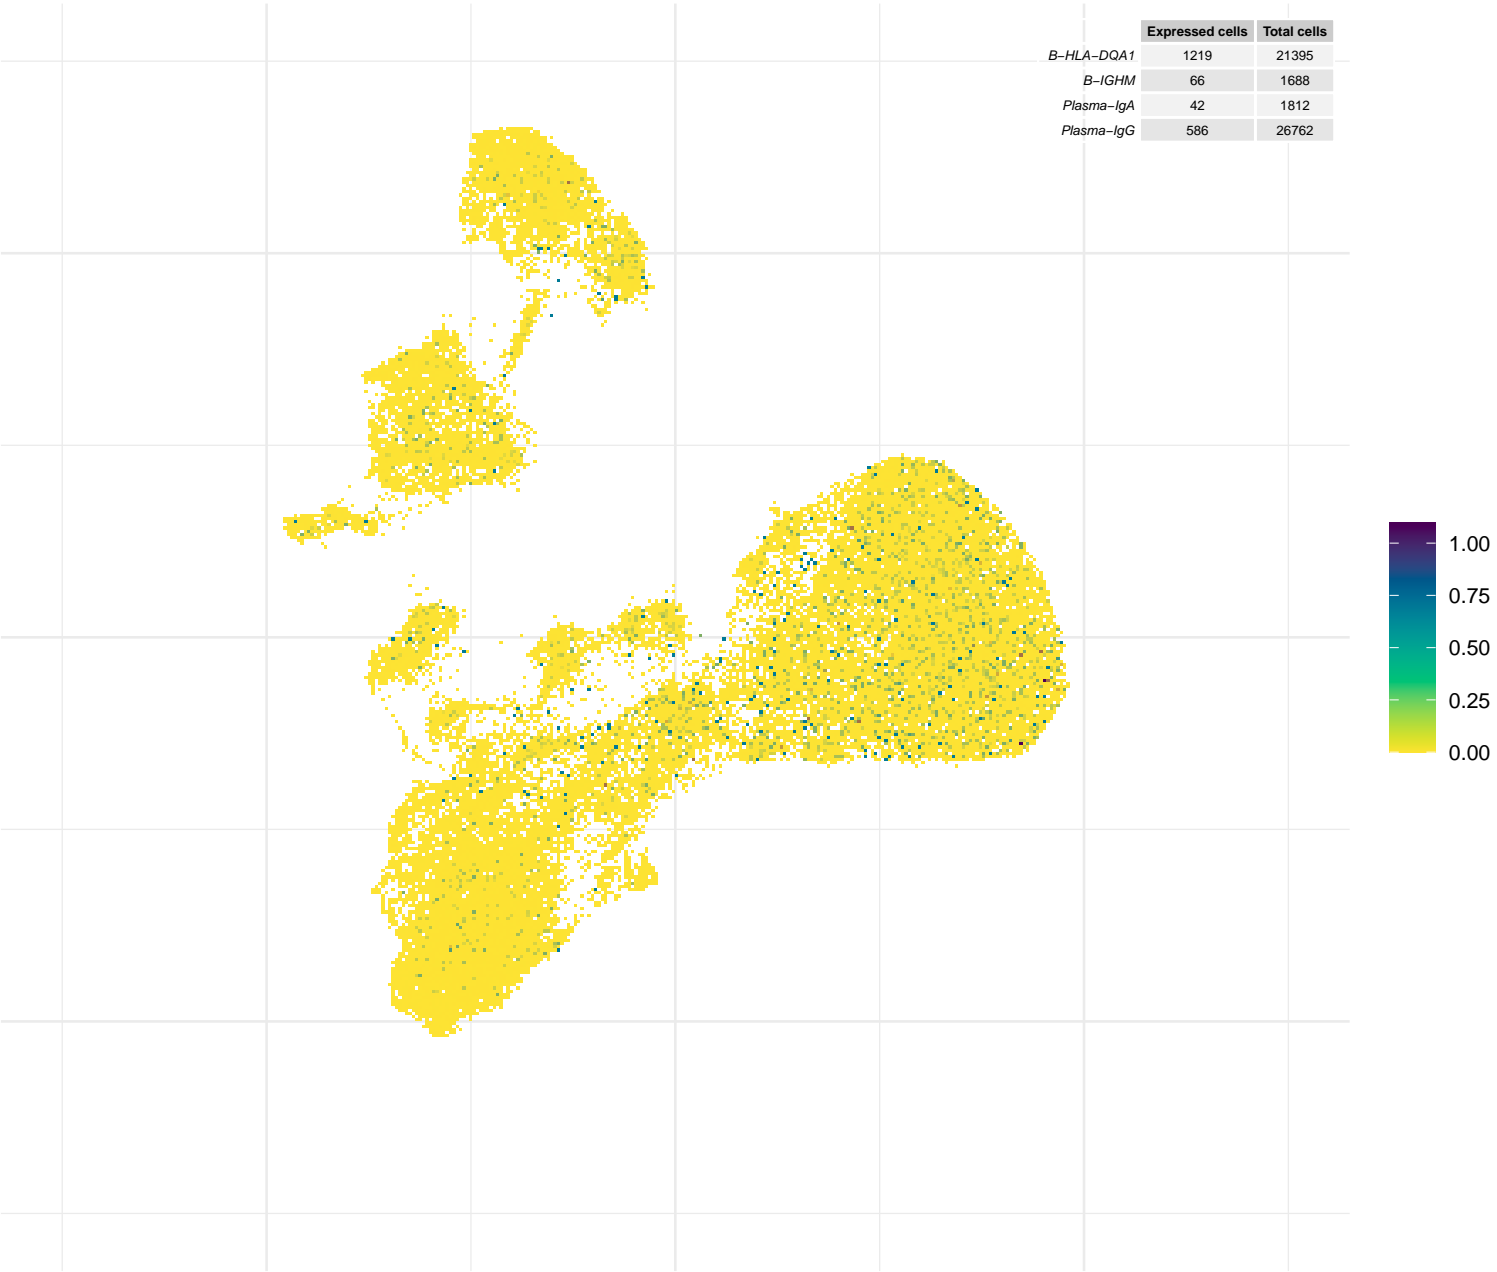 Expressed cells Total cells
B−HLA−DQA1 1219 21395
B−IGHM 66 1688
Plasma−IgA 42 1812
Plasma−IgG 586 26762
1.00
0.75
0.50
0.25
0.00